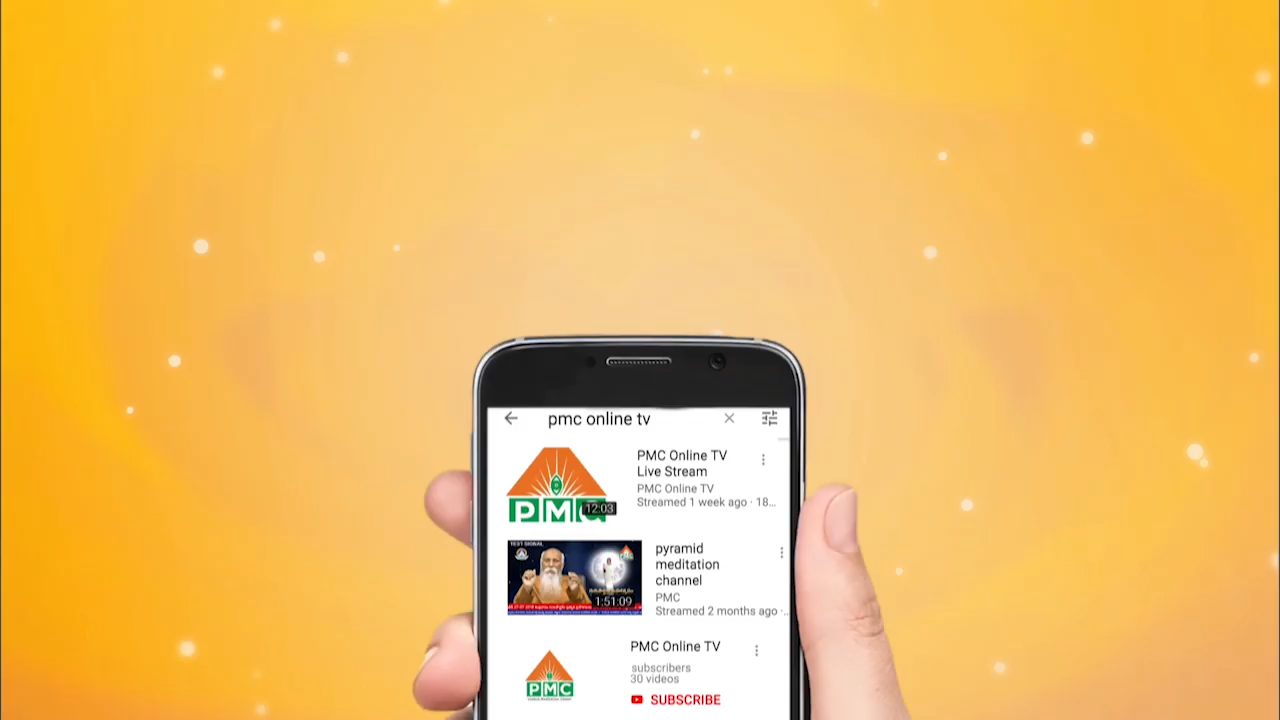 pmc online tv
PMC Online TV
Live Stream
PMC Online TV
Streamed 1 week ago · 18...
PMC
12:03
TEST SIGNAL
1:51:09
pyramid
meditation
channel
PMC
Streamed 2 months ago ·..
PMC Online TV
subscribers
30 videos
SUBSCRIBE
PMC